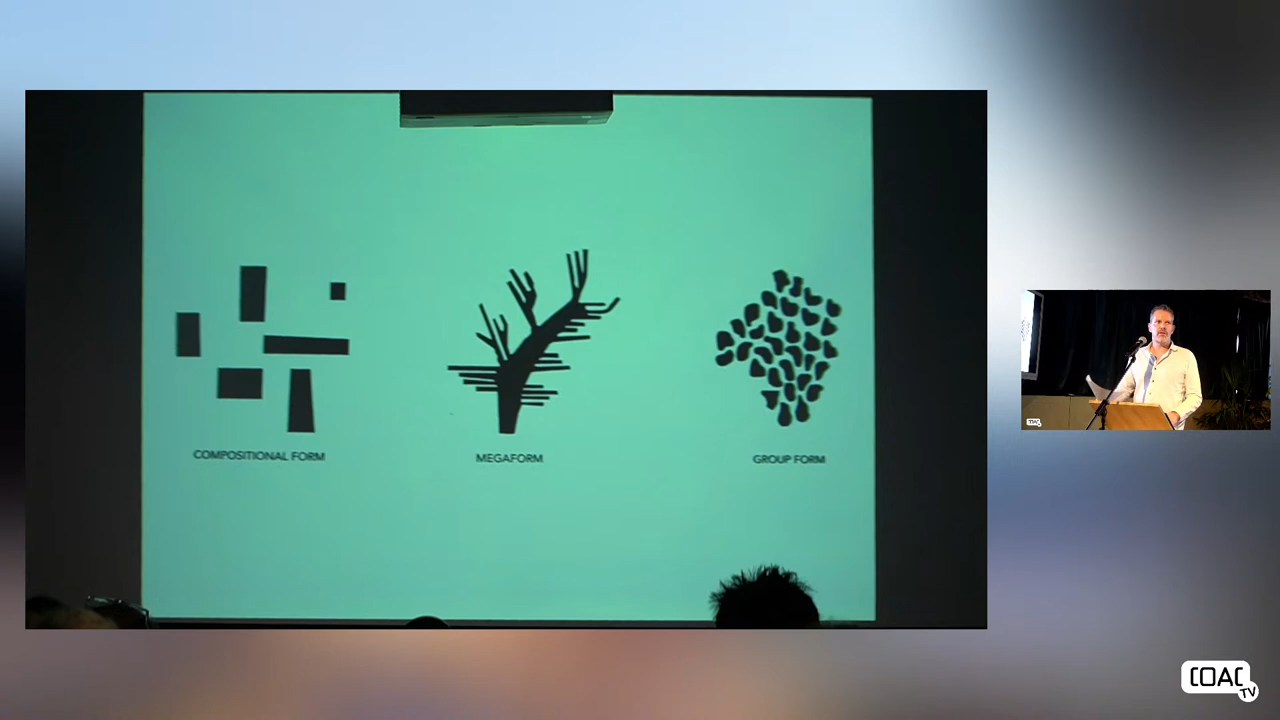 COMPOSITIONAL FORM
MEGAFORM
GROUP FORM
COAC
TV